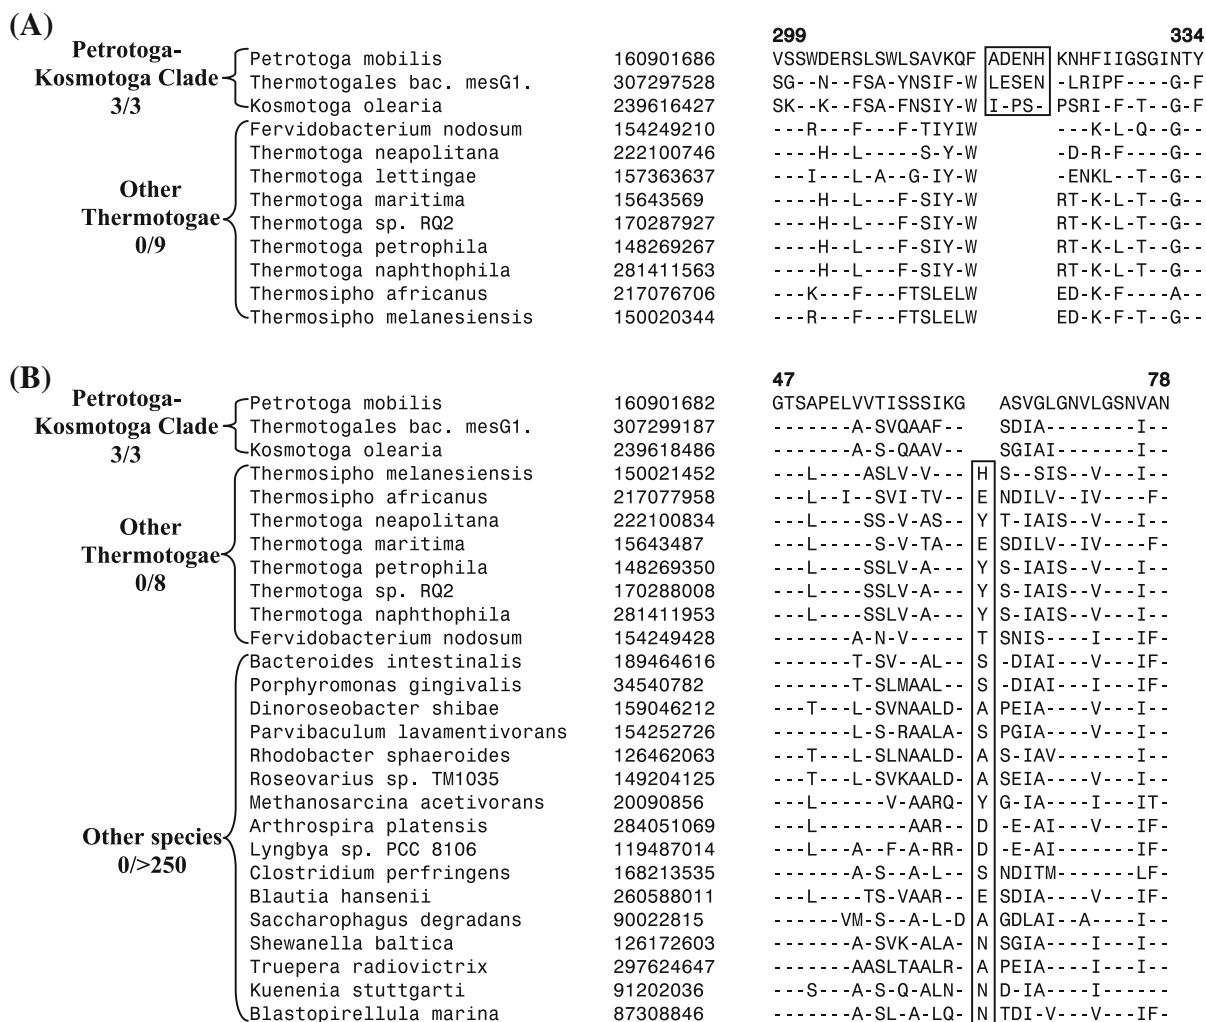 (A)
299 334
Petrotoga-Kosmotoga Clade 3/3
Petrotoga mobilis 160901686 VSSWDERSLSWLSAVKQF ADENH KNHFIIGSGINTY
Thermotogales bac. mesG1. 307297528 SG--N--FSA-YNSIF-W LESEN -LRIPF----G-F
Kosmotoga olearia 239616427 SK--K--FSA-FNSIY-W I-PS- PSRI-F-T--G-F
Other Thermotogae 0/9
Fervidobacterium nodosum 154249210 ---R---F---F-TIYIW ---K-L-Q--G--
Thermotoga neapolitana 222100746 ----H--L-----S-Y-W -D-R-F----G--
Thermotoga lettingae 157363637 ---I---L-A--G-IY-W -ENKL--T--G--
Thermotoga maritima 15643569 ----H--L---F-SIY-W RT-K-L-T--G--
Thermotoga sp. RQ2 170287927 ----H--L---F-SIY-W RT-K-L-T--G--
Thermotoga petrophila 148269267 ----H--L---F-SIY-W RT-K-L-T--G--
Thermotoga naphthophila 281411563 ----H--L---F-SIY-W RT-K-L-T--G--
Thermosipho africanus 217076706 ---K---F---FTSLELW ED-K-F----A--
Thermosipho melanesiensis 150020344 ---R---F---FTSLELW ED-K-F-T--G--
(B)
47 78
Petrotoga-Kosmotoga Clade 3/3
Petrotoga mobilis 160901682 GTSAPELVVTISSSIKG ASVGLGNVLGSNVAN
Thermotogales bac. mesG1. 307299187 -------A-SVQAAF-- SDIA--------I--
Kosmotoga olearia 239618486 -------A-S-QAAV-- SGIAI-------I--
Other Thermotogae 0/8
Thermosipho melanesiensis 150021452 ---L----ASLV-V--- H S--SIS--V---I--
Thermosipho africanus 217077958 ---L--I--SVI-TV-- E NDILV--IV----F-
Thermotoga neapolitana 222100834 ---L----SS-V-AS-- Y T-IAIS--V---I--
Thermotoga maritima 15643487 ---L-----S-V-TA-- E SDILV--IV----F-
Thermotoga petrophila 148269350 ---L----SSLV-A--- Y S-IAIS--V---I--
Thermotoga sp. RQ2 170288008 ---L----SSLV-A--- Y S-IAIS--V---I--
Thermotoga naphthophila 281411953 ---L----SSLV-A--- Y S-IAIS--V---I--
Fervidobacterium nodosum 154249428 -------A-N-V----- T SNIS----I---IF-
Other species 0/>250
Bacteroides intestinalis 189464616 -------T-SV--AL-- S -DIAI---V---IF-
Porphyromonas gingivalis 34540782 -------T-SLMAAL-- S -DIAI---I---IF-
Dinoroseobacter shibae 159046212 ---T---L-SVNAALD- A PEIA----V---I--
Parvibaculum lavamentivorans 154252726 -------L-S-RAALA- S PGIA----V---I--
Rhodobacter sphaeroides 126462063 ---T---L-SLNAALD- A S-IAV-------I--
Roseovarius sp. TM1035 149204125 ---T---L-SVKAALD- A SEIA----V---I--
Methanosarcina acetivorans 20090856 ---L------V-AARQ- Y G-IA----I---IT-
Arthrospira platensis 284051069 ---L--------AAR-- D -E-AI---V---IF-
Lyngbya sp. PCC 8106 119487014 ---L---A--F-A-RR- D -E-AI-------IF-
Clostridium perfringens 168213535 -------A-S--A-L-- S NDITM-------LF-
Blautia hansenii 260588011 ---L----TS-VAAR-- E SDIA----V---IF-
Saccharophagus degradans 90022815 ------VM-S--A-L-D A GDLAI--A----I--
Shewanella baltica 126172603 -------A-SVK-ALA- N SGIA----I---I--
Truepera radiovictrix 297624647 -------AASLTAALR- A PEIA----I---I--
Kuenenia stuttgarti 91202036 ---S---A-S-Q-ALN- N D-IA----I------
Blastopirellula marina 87308846 -------A-SL-A-LQ- N TDI-V---V---IF-